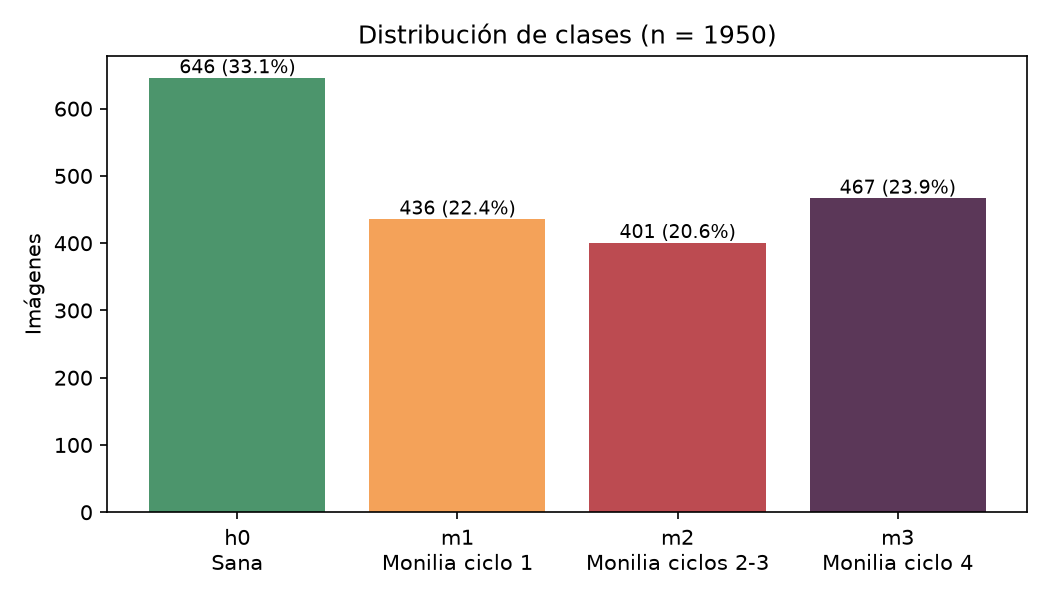 Distribución de clases (n = 1950)
646 (33.1%)
436 (22.4%)
401 (20.6%)
467 (23.9%)
Imágenes
600
500
400
300
200
100
0
h0
Sana
m1
Monilia ciclo 1
m2
Monilia ciclos 2-3
m3
Monilia ciclo 4